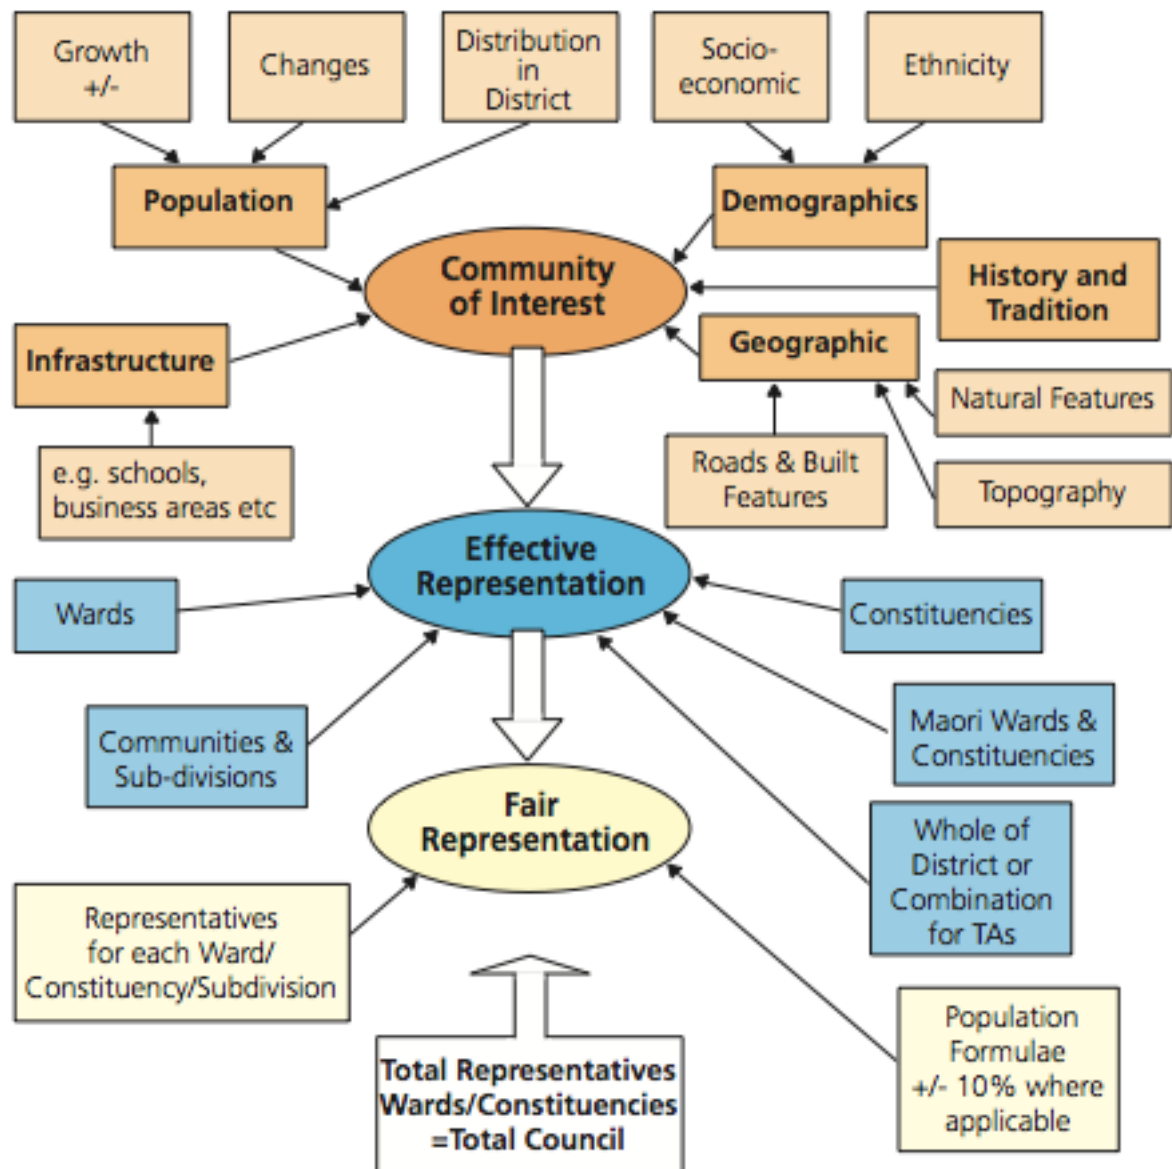 Growth
+/-
Changes
Distribution
in
District
Socio-
economic
Ethnicity
Population
Demographics
Community
of Interest
History and
Tradition
Infrastructure
Geographic
Natural Features
e.g. schools,
business areas etc
Roads & Built
Features
Topography
Effective
Representation
Wards
Constituencies
Communities &
Sub-divisions
Maori Wards &
Constituencies
Fair
Representation
Whole of
District or
Combination
for TAs
Representatives
for each Ward/
Constituency/Subdivision
Population
Formulae
+/- 10% where
applicable
Total Representatives
Wards/Constituencies
=Total Council